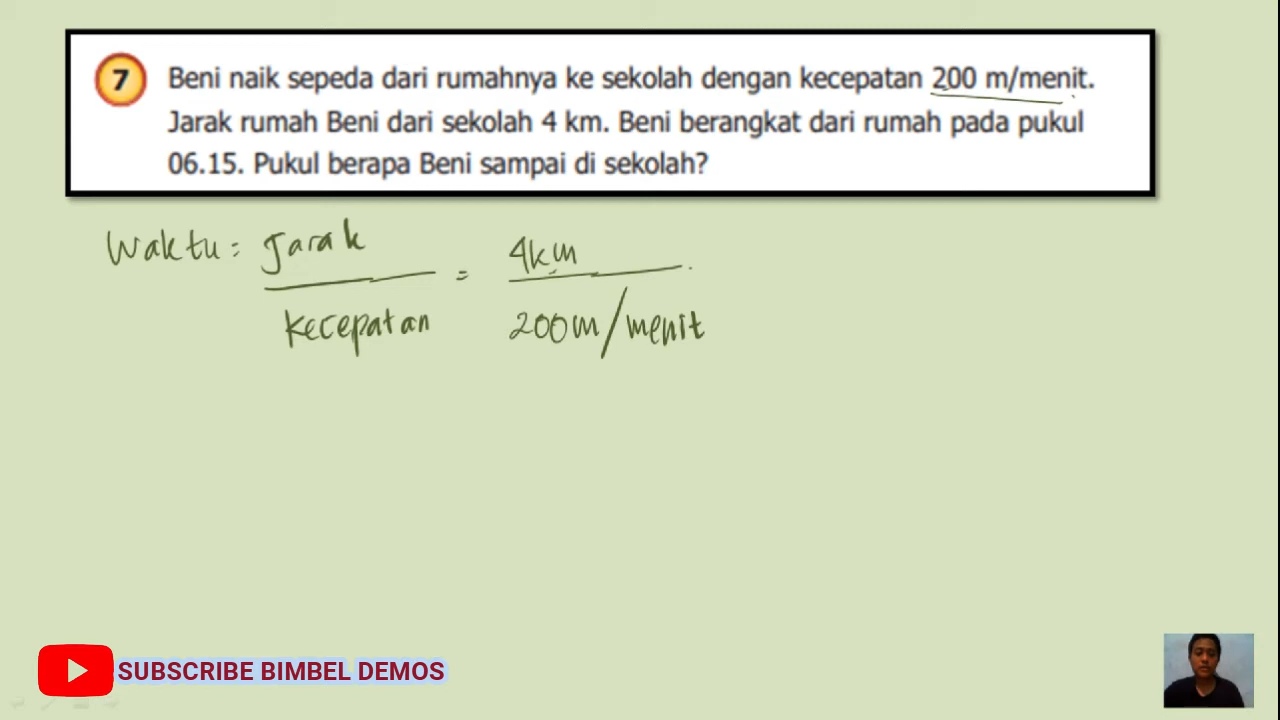 7
Beni naik sepeda dari rumahnya ke sekolah dengan kecepatan 200 m/menit.
Jarak rumah Beni dari sekolah 4 km. Beni berangkat dari rumah pada pukul
06.15. Pukul berapa Beni sampai di sekolah?
Waktu = Jarak = 4km
kecepatan 200m/menit
SUBSCRIBE BIMBEL DEMOS